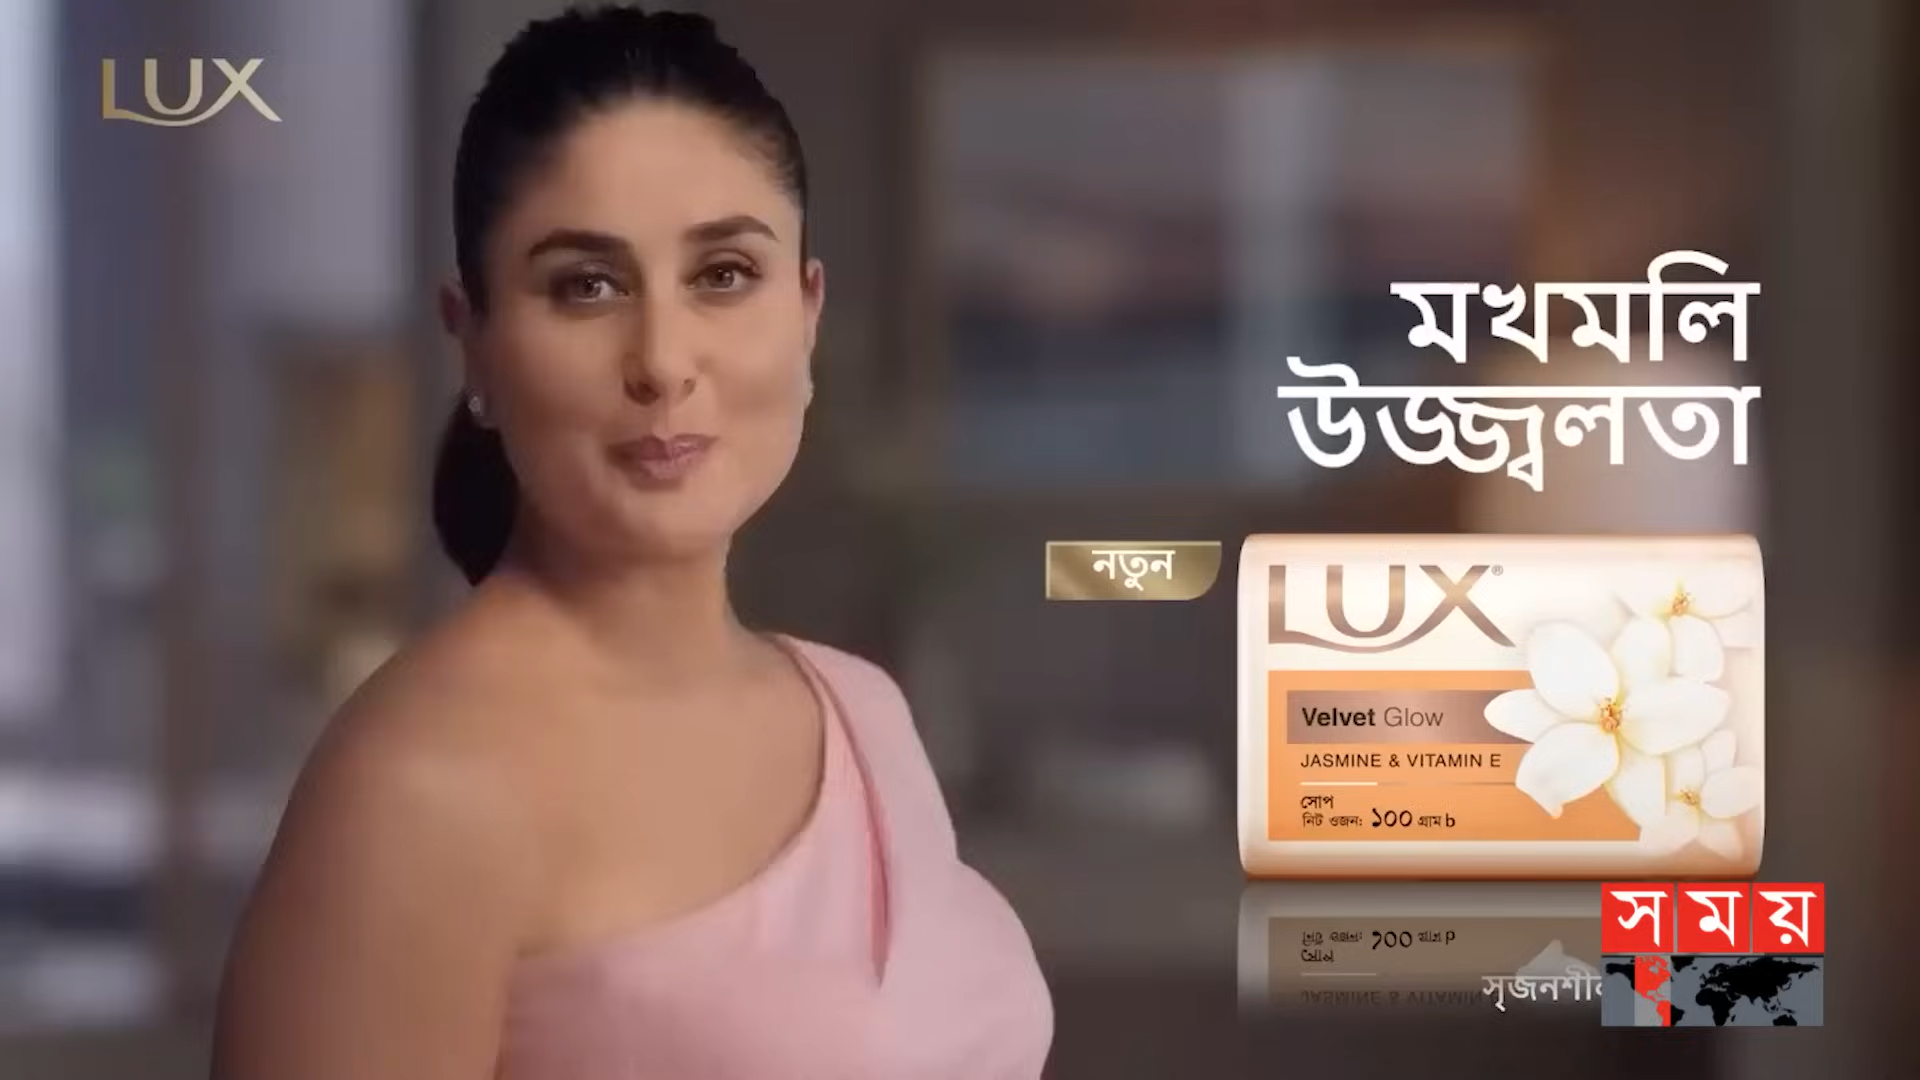 LUX
মখমলি
উজ্জ্বলতা
নতুন
LUX®
Velvet Glow
JASMINE & VITAMIN E
সোপ
নিট ওজন: ১০০ গ্রাম b
সময়